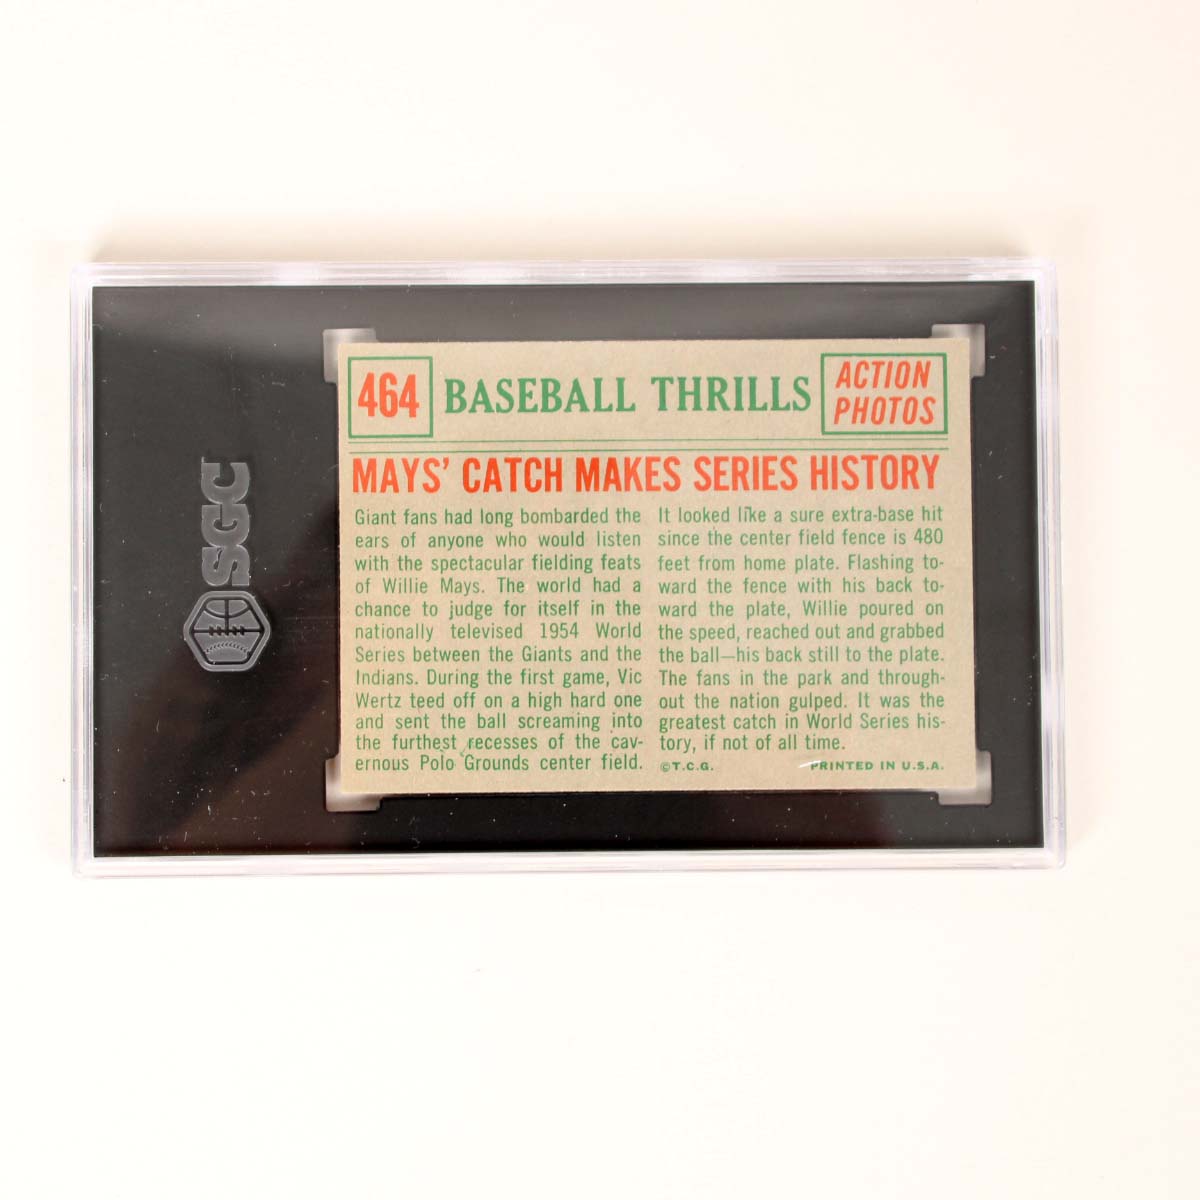 SGC
464
BASEBALL THRILLS
ACTION
PHOTOS
MAYS' CATCH MAKES SERIES HISTORY
Giant fans had long bombarded the
ears of anyone who would listen
with the spectacular fielding feats
of Willie Mays. The world had a
chance to judge for itself in the
nationally televised 1954 World
Series between the Giants and the
Indians. During the first game, Vic
Wertz teed off on a high hard one
and sent the ball screaming into
the furthest recesses of the cav-
ernous Polo Grounds center field.
It looked like a sure extra-base hit
since the center field fence is 480
feet from home plate. Flashing to-
ward the fence with his back to-
ward the plate, Willie poured on
the speed, reached out and grabbed
the ball—his back still to the plate.
The fans in the park and through-
out the nation gulped. It was the
greatest catch in World Series his-
tory, if not of all time.
©T.C.G.
PRINTED IN U.S.A.